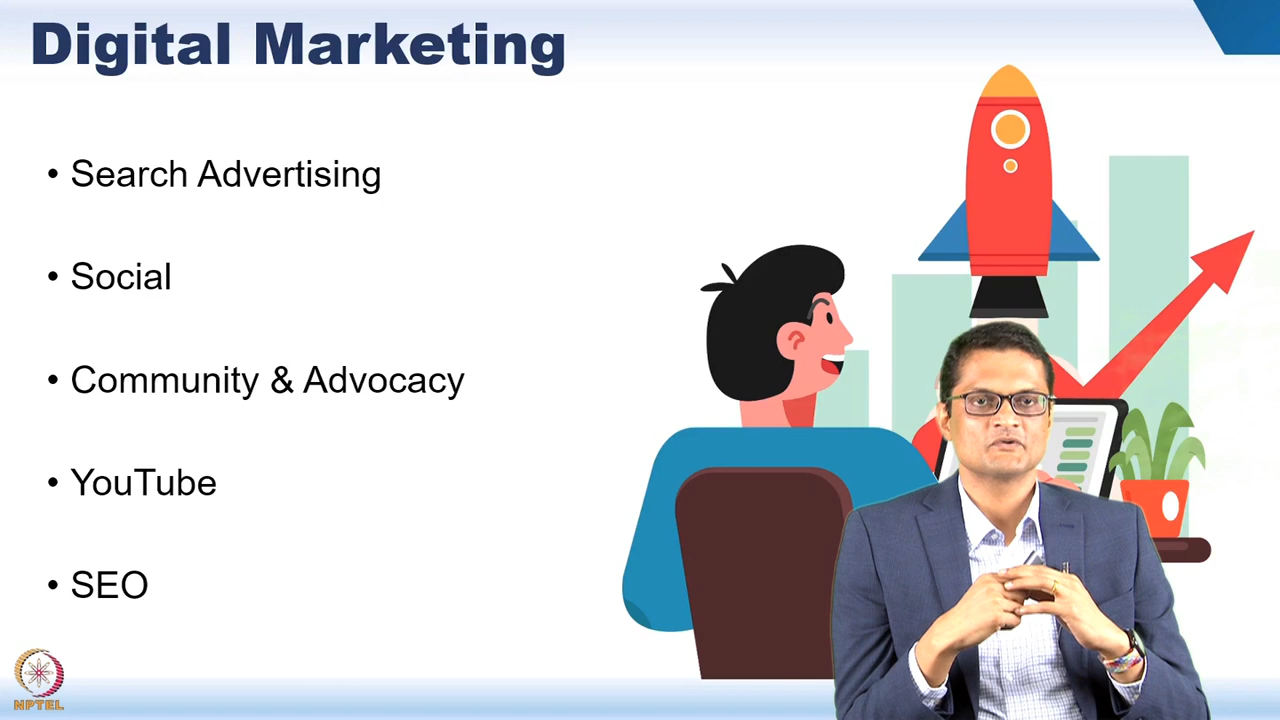 Digital Marketing
• Search Advertising
• Social
• Community & Advocacy
• YouTube
• SEO
NPTEL